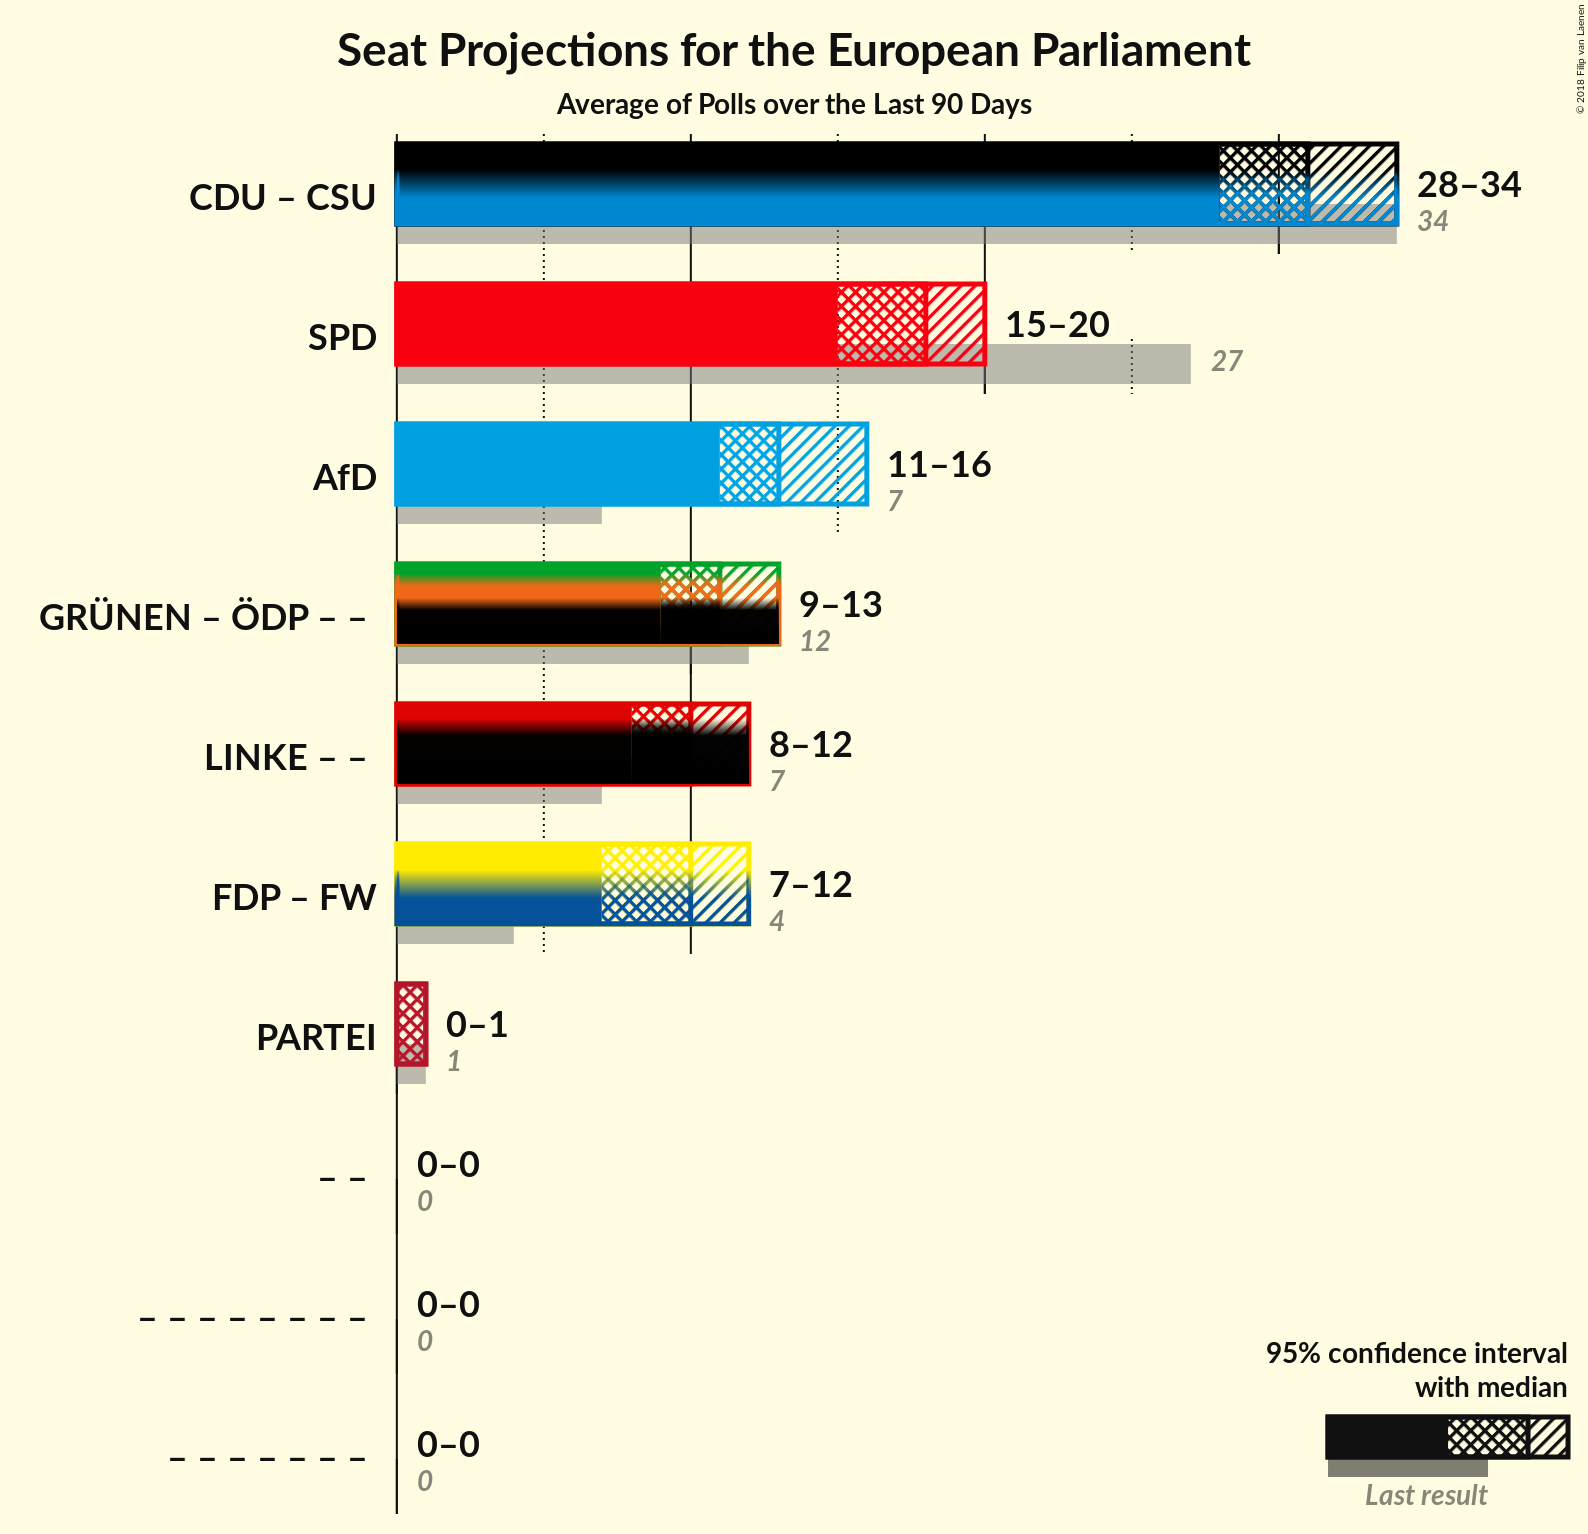 Seat Projections for the European Parliament
Average of Polls over the Last 90 Days
© 2018 Filip van Laenen
CDU – CSU
28–34
34
SPD
15–20
27
AfD
11–16
7
GRÜNEN – ÖDP – –
9–13
12
LINKE – –
8–12
7
FDP – FW
7–12
4
PARTEI
0–1
1
– –
0–0
0
– – – – – – – –
0–0
0
– – – – – – –
0–0
0
95% confidence interval
with median
Last result